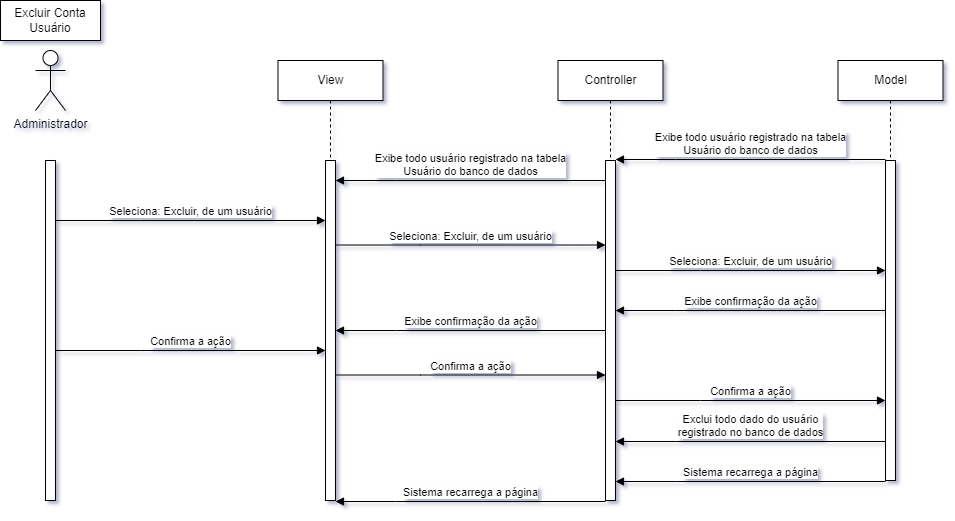 Excluir Conta
Usuário
Administrador
View
Controller
Model
Exibe todo usuário registrado na tabela
Usuário do banco de dados
Exibe todo usuário registrado na tabela
Usuário do banco de dados
Seleciona: Excluir, de um usuário
Seleciona: Excluir, de um usuário
Seleciona: Excluir, de um usuário
Exibe confirmação da ação
Exibe confirmação da ação
Confirma a ação
Confirma a ação
Confirma a ação
Exclui todo dado do usuário
registrado no banco de dados
Sistema recarrega a página
Sistema recarrega a página